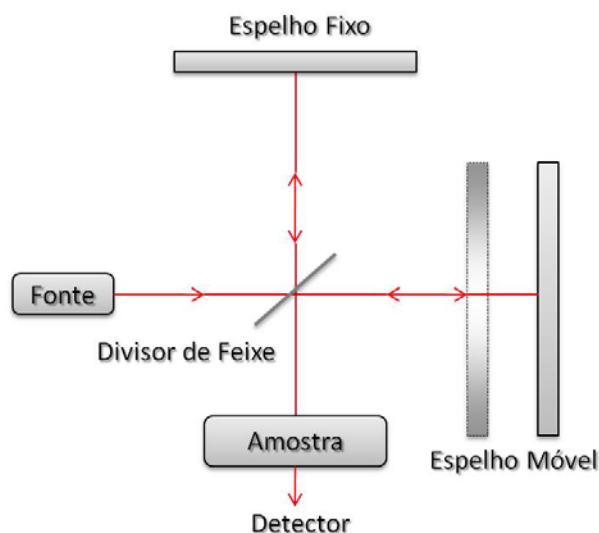 Espelho Fixo
Fonte
Divisor de Feixe
Amostra
Espelho Móvel
Detector